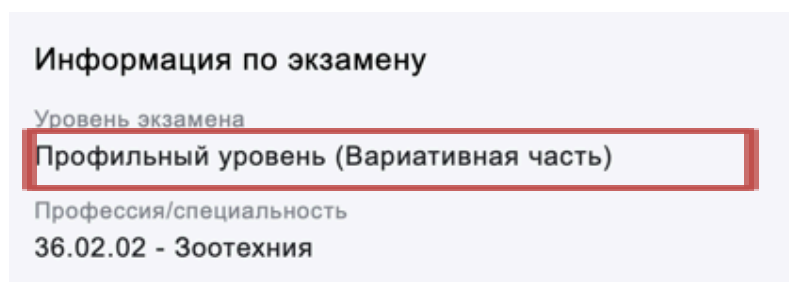 Информация по экзамену
Уровень экзамена
Профильный уровень (Вариативная часть)
Профессия/специальность
36.02.02 - Зоотехния